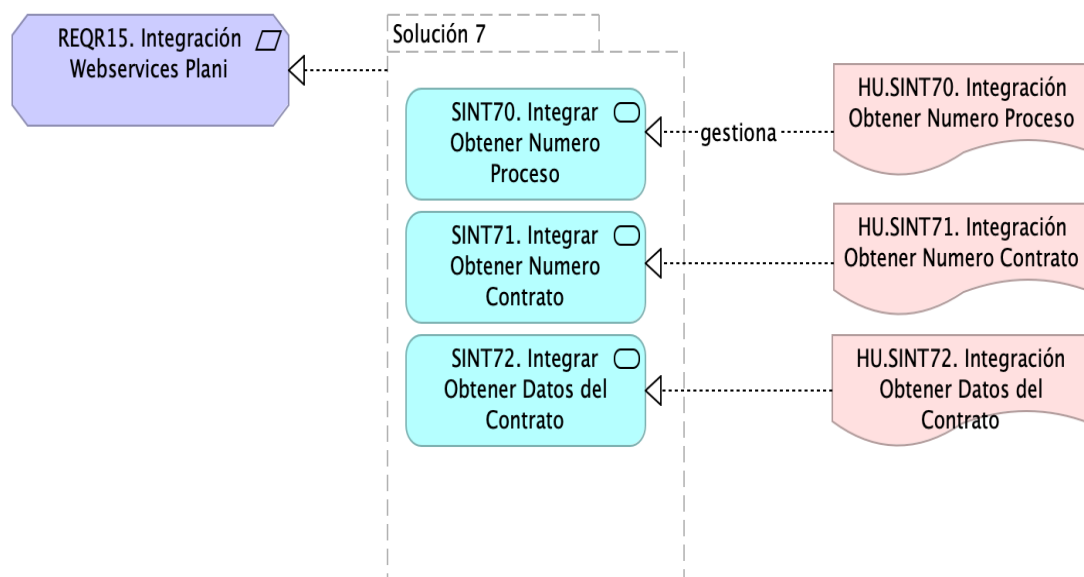 REQR15. Integración
Webservices Plani
Solución 7
SINT70. Integrar
Obtener Numero
Proceso
gestiona
HU.SINT70. Integración
Obtener Numero Proceso
SINT71. Integrar
Obtener Numero
Contrato
HU.SINT71. Integración
Obtener Numero Contrato
SINT72. Integrar
Obtener Datos del
Contrato
HU.SINT72. Integración
Obtener Datos del
Contrato